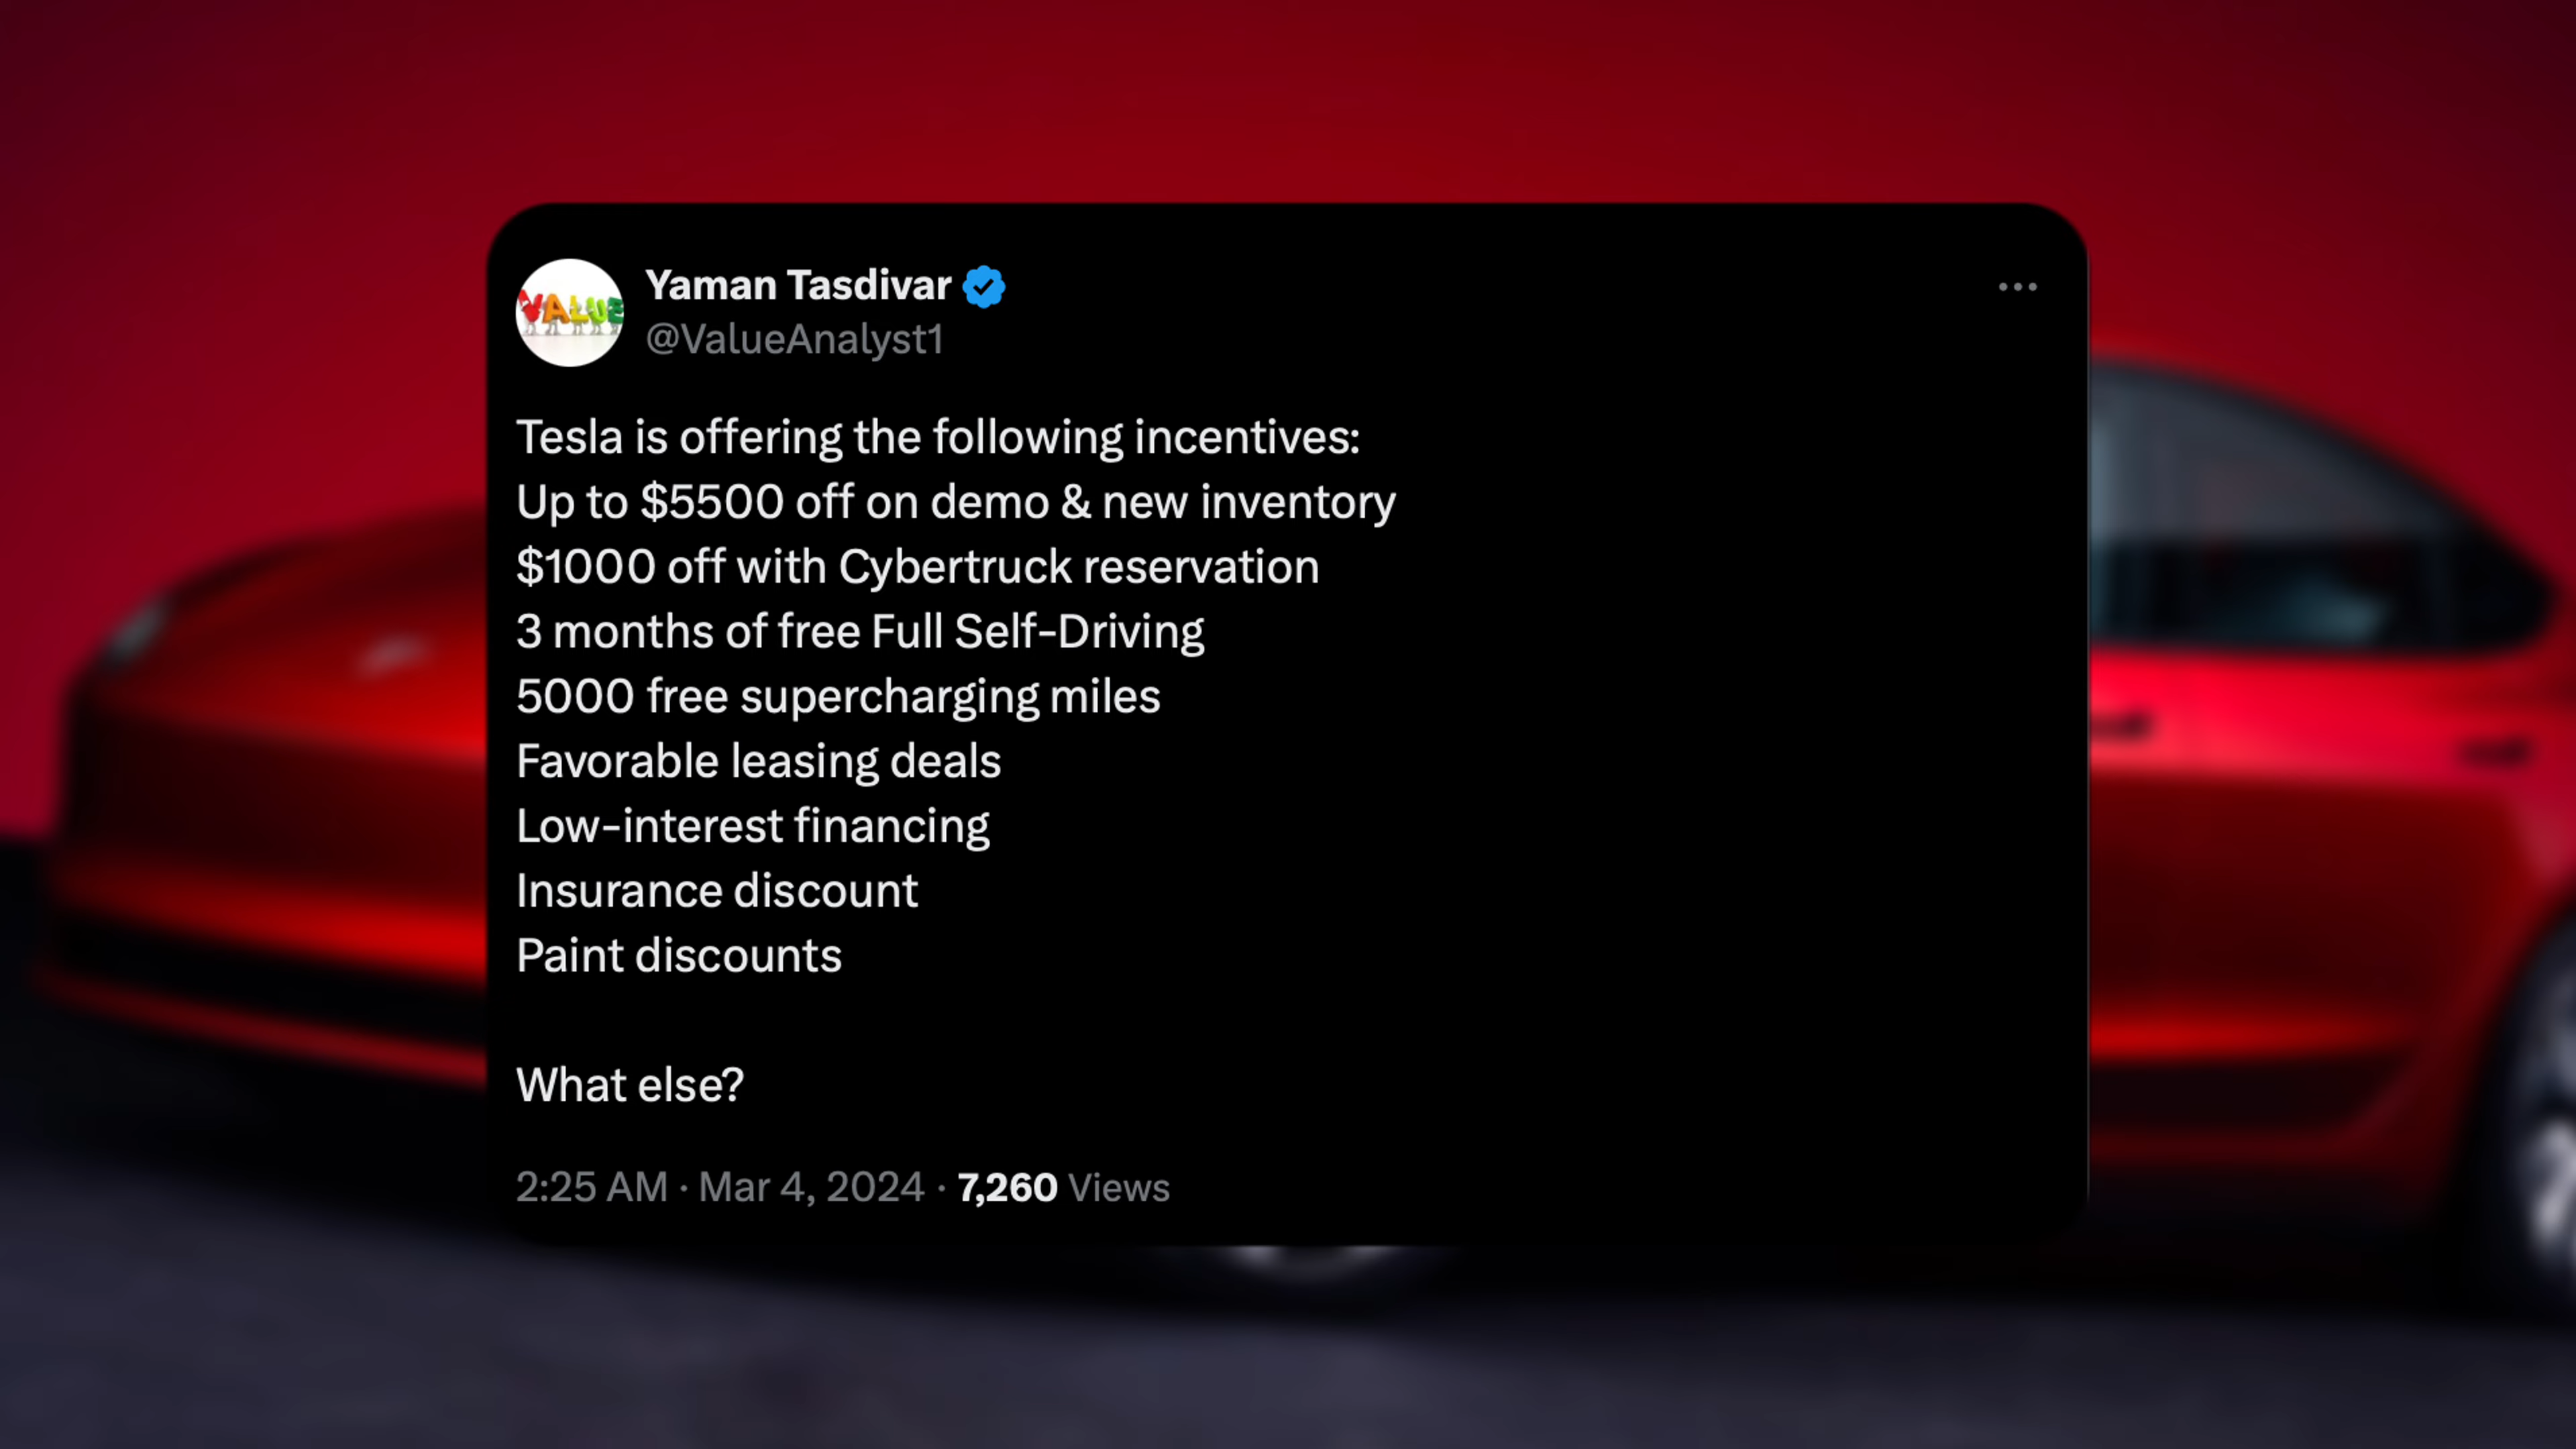 VALUE
Yaman Tasdivar
@ValueAnalyst1
Tesla is offering the following incentives:
Up to $5500 off on demo & new inventory
$1000 off with Cybertruck reservation
3 months of free Full Self-Driving
5000 free supercharging miles
Favorable leasing deals
Low-interest financing
Insurance discount
Paint discounts
What else?
2:25 AM · Mar 4, 2024 · 7,260 Views